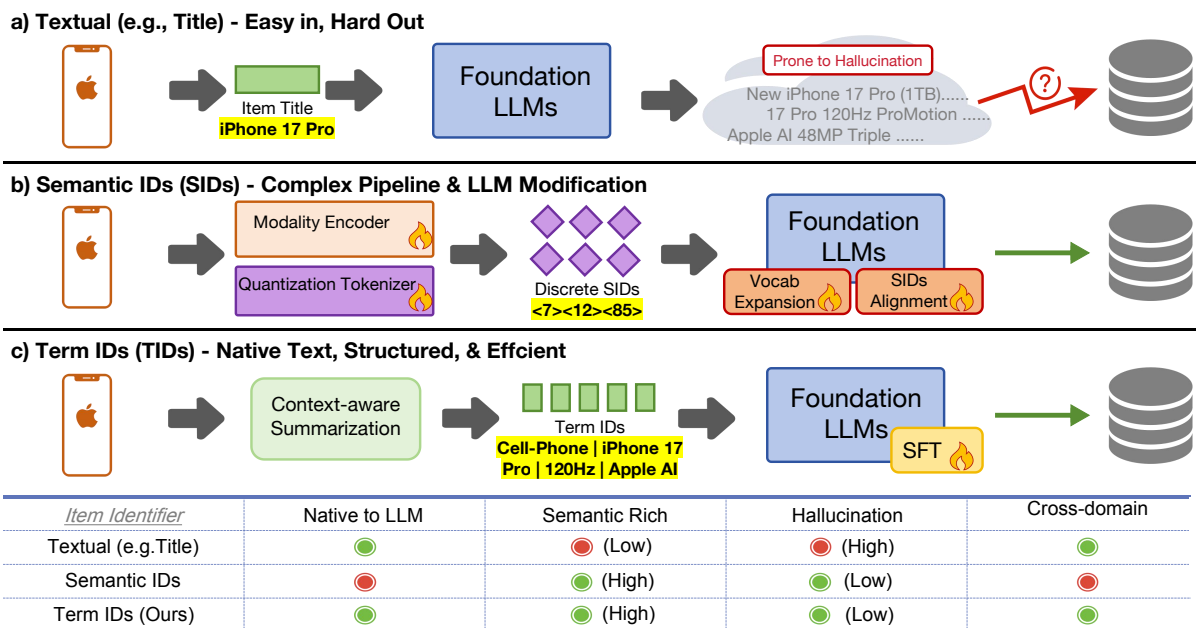 a) Textual (e.g., Title) - Easy in, Hard Out
Item Title
iPhone 17 Pro
Foundation
LLMs
Prone to Hallucination
New iPhone 17 Pro (1TB)......
17 Pro 120Hz ProMotion ......
Apple AI 48MP Triple ......
?
b) Semantic IDs (SIDs) - Complex Pipeline & LLM Modification
Modality Encoder
Quantization Tokenizer
Discrete SIDs
<7><12><85>
Foundation
LLMs
Vocab
Expansion
SIDs
Alignment
c) Term IDs (TIDs) - Native Text, Structured, & Effcient
Context-aware
Summarization
Term IDs
Cell-Phone | iPhone 17
Pro | 120Hz | Apple AI
Foundation
LLMs
SFT
Item Identifier Native to LLM Semantic Rich Hallucination Cross-domain
Textual (e.g.Title) (Low) (High)
Semantic IDs (High) (Low)
Term IDs (Ours) (High) (Low)